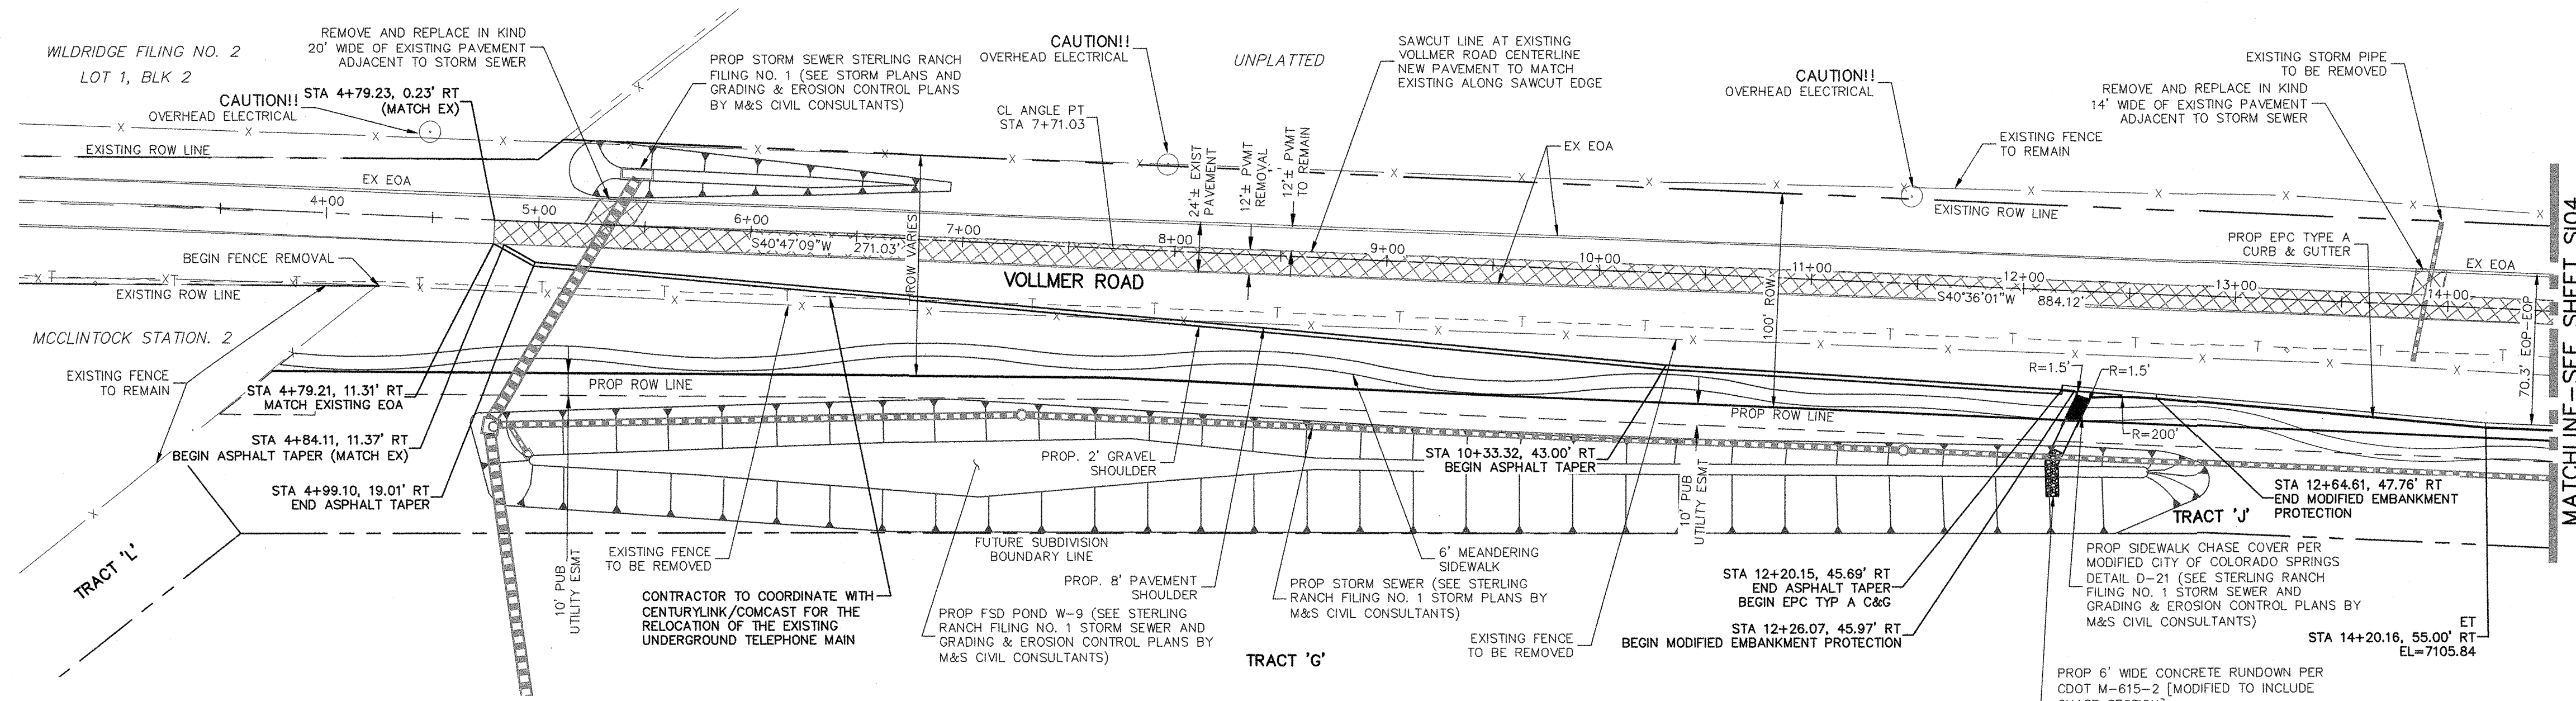 WILDRIDGE FILING NO. 2
LOT 1, BLK 2
REMOVE AND REPLACE IN KIND
20' WIDE OF EXISTING PAVEMENT
ADJACENT TO STORM SEWER
CAUTION!!
OVERHEAD ELECTRICAL
STA 4+79.23, 0.23' RT
(MATCH EX)
PROP STORM SEWER STERLING RANCH
FILING NO. 1 (SEE STORM PLANS AND
GRADING & EROSION CONTROL PLANS
BY M&S CIVIL CONSULTANTS)
CAUTION!!
OVERHEAD ELECTRICAL
CL ANGLE PT
STA 7+71.03
UNPLATTED
SAWCUT LINE AT EXISTING
VOLLMER ROAD CENTERLINE
NEW PAVEMENT TO MATCH
EXISTING ALONG SAWCUT EDGE
CAUTION!!
OVERHEAD ELECTRICAL
EXISTING STORM PIPE
TO BE REMOVED
REMOVE AND REPLACE IN KIND
14' WIDE OF EXISTING PAVEMENT
ADJACENT TO STORM SEWER
EXISTING FENCE
TO REMAIN
EXISTING ROW LINE
EX EOA
24'± EXIST
PAVEMENT
12'± PVMT
REMOVAL
12'± PVMT
TO REMAIN
EX EOA
EXISTING ROW LINE
PROP EPC TYPE A
CURB & GUTTER
EX EOA
4+00
5+00
6+00
7+00
8+00
9+00
10+00
11+00
12+00
13+00
14+00
S40°47'09"W
271.03'
S40°36'01"W
884.12'
ROW VARIES
VOLLMER ROAD
100' ROW
70.3' EOP-EOP
MATCHLINE-SEE SHEET SI04
BEGIN FENCE REMOVAL
EXISTING ROW LINE
MCCLINTOCK STATION. 2
EXISTING FENCE
TO REMAIN
STA 4+79.21, 11.31' RT
MATCH EXISTING EOA
STA 4+84.11, 11.37' RT
BEGIN ASPHALT TAPER (MATCH EX)
STA 4+99.10, 19.01' RT
END ASPHALT TAPER
PROP ROW LINE
PROP ROW LINE
R=1.5'
R=1.5'
R=200'
PROP. 2' GRAVEL
SHOULDER
STA 10+33.32, 43.00' RT
BEGIN ASPHALT TAPER
10' PUB
UTILITY ESMT
10' PUB
UTILITY ESMT
STA 12+64.61, 47.76' RT
END MODIFIED EMBANKMENT
PROTECTION
TRACT 'J'
TRACT 'L'
EXISTING FENCE
TO BE REMOVED
FUTURE SUBDIVISION
BOUNDARY LINE
PROP. 8' PAVEMENT
SHOULDER
6' MEANDERING
SIDEWALK
CONTRACTOR TO COORDINATE WITH
CENTURYLINK/COMCAST FOR THE
RELOCATION OF THE EXISTING
UNDERGROUND TELEPHONE MAIN
PROP FSD POND W-9 (SEE STERLING
RANCH FILING NO. 1 STORM SEWER AND
GRADING & EROSION CONTROL PLANS BY
M&S CIVIL CONSULTANTS)
PROP STORM SEWER (SEE STERLING
RANCH FILING NO. 1 STORM PLANS BY
M&S CIVIL CONSULTANTS)
TRACT 'G'
EXISTING FENCE
TO BE REMOVED
STA 12+20.15, 45.69' RT
END ASPHALT TAPER
BEGIN EPC TYP A C&G
STA 12+26.07, 45.97' RT
BEGIN MODIFIED EMBANKMENT PROTECTION
PROP SIDEWALK CHASE COVER PER
MODIFIED CITY OF COLORADO SPRINGS
DETAIL D-21 (SEE STERLING RANCH
FILING NO. 1 STORM SEWER AND
GRADING & EROSION CONTROL PLANS BY
M&S CIVIL CONSULTANTS)
ET
STA 14+20.16, 55.00' RT
EL=7105.84
PROP 6' WIDE CONCRETE RUNDOWN PER
CDOT M-615-2 [MODIFIED TO INCLUDE